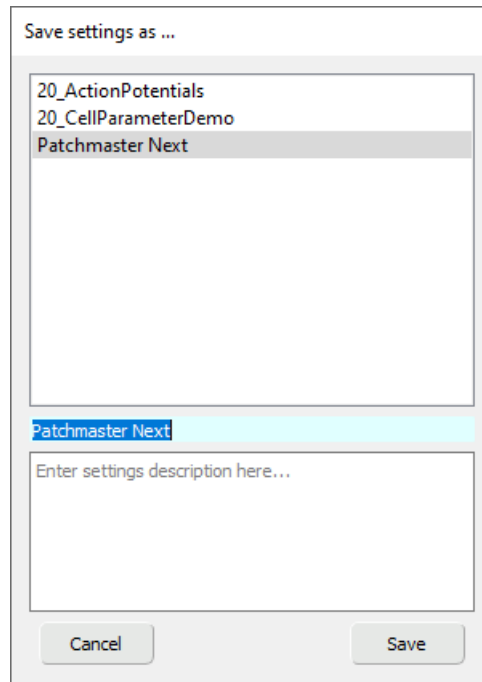 Save settings as ...
20_ActionPotentials
20_CellParameterDemo
Patchmaster Next
Patchmaster Next
Enter settings description here...
Cancel
Save